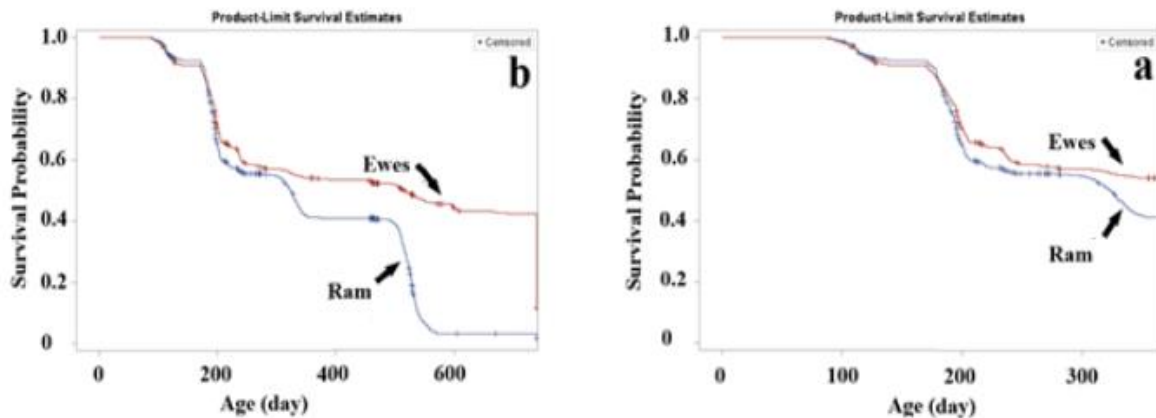 Product-Limit Survival Estimates
+ Censored
b
1.0
0.8
0.6
0.4
0.2
0
Survival Probability
Ewes
Ram
0 200 400 600
Age (day)
Product-Limit Survival Estimates
+ Censored
a
1.0
0.8
0.6
0.4
0.2
0
Survival Probability
Ewes
Ram
0 100 200 300
Age (day)